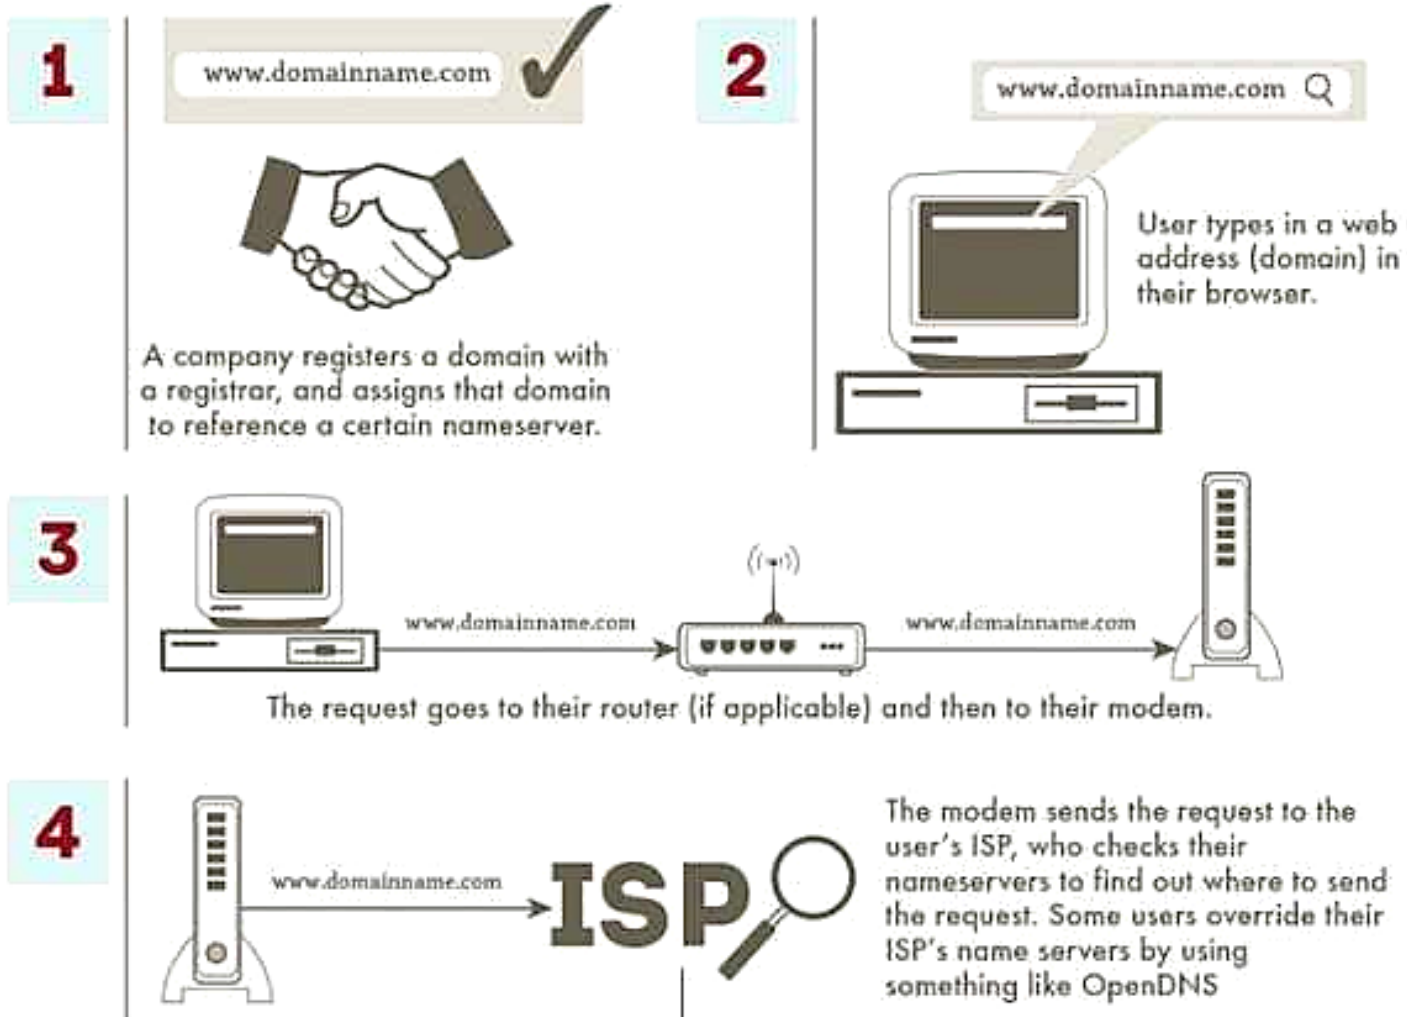 1
www.domainname.com
A company registers a domain with
a registrar, and assigns that domain
to reference a certain nameserver.
2
www.domainname.com
User types in a web
address (domain) in
their browser.
3
www.domainname.com
www.domainname.com
The request goes to their router (if applicable) and then to their modem.
4
www.domainname.com
ISP
The modem sends the request to the
user's ISP, who checks their
nameservers to find out where to send
the request. Some users override their
ISP's name servers by using
something like OpenDNS